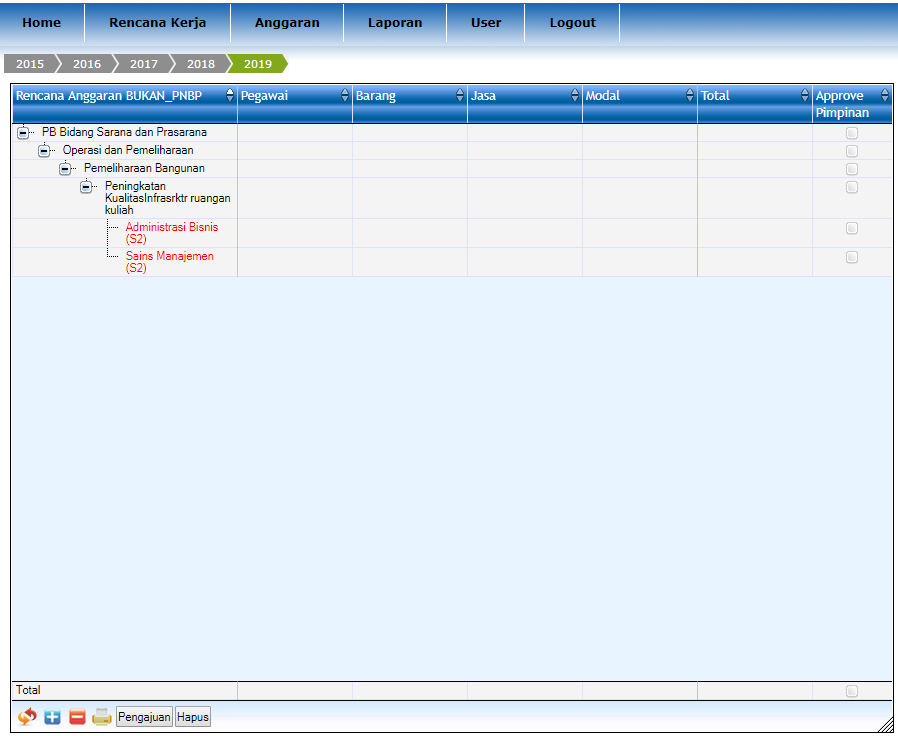 Home Rencana Kerja Anggaran Laporan User Logout
2015 2016 2017 2018 2019
Rencana Anggaran BUKAN_PNBP Pegawai Barang Jasa Modal Total Approve
Pimpinan
PB Bidang Sarana dan Prasarana
Operasi dan Pemeliharaan
Pemeliharaan Bangunan
Peningkatan
KualitasInfrasrktr ruangan
kuliah
Administrasi Bisnis
(S2)
Sains Manajemen
(S2)
Total
Pengajuan Hapus